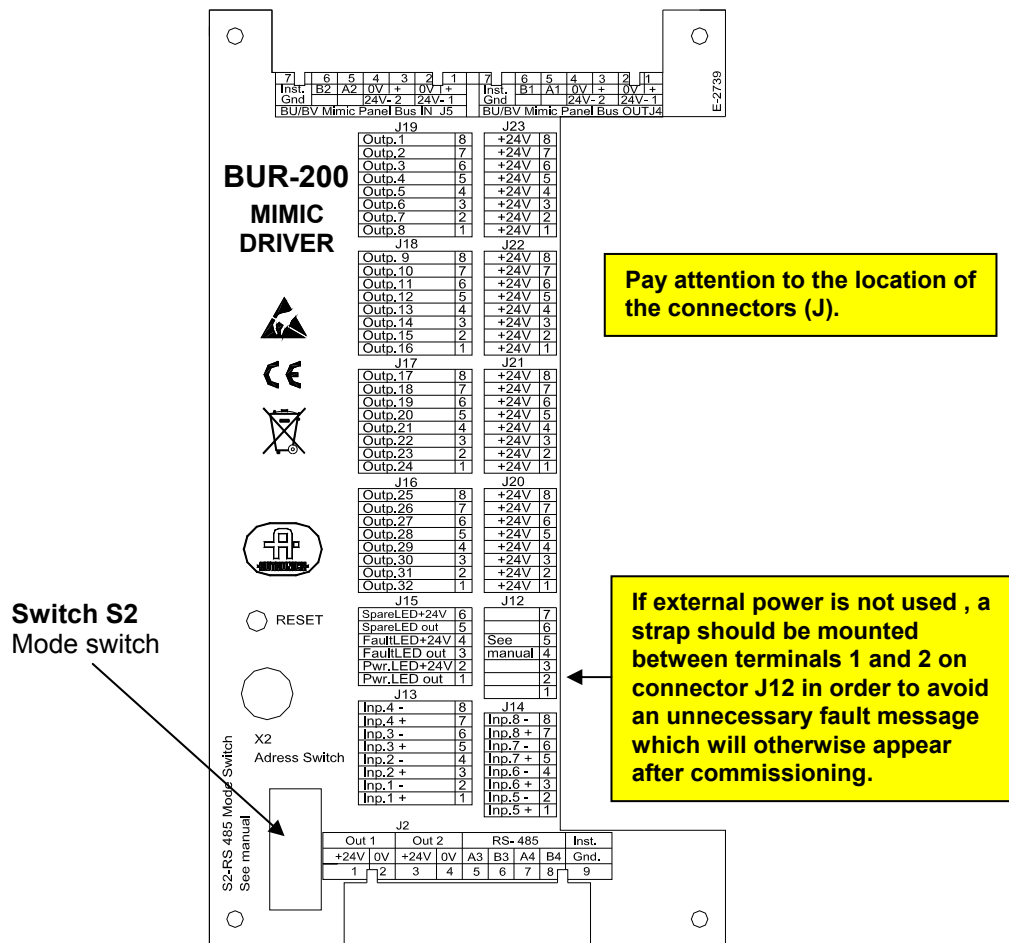 7 6 5 4 3 2 1 7 6 5 4 3 2 1
Inst. B2 A2 0V + 0V + Inst. B1 A1 0V + 0V +
Gnd 24V- 2 24V- 1 Gnd 24V- 2 24V- 1
BU/BV Mimic Panel Bus IN J5 BU/BV Mimic Panel Bus OUTJ4
E-2739
BUR-200
MIMIC
DRIVER
J19 J23
Outp.1 8 +24V 8
Outp.2 7 +24V 7
Outp.3 6 +24V 6
Outp.4 5 +24V 5
Outp.5 4 +24V 4
Outp.6 3 +24V 3
Outp.7 2 +24V 2
Outp.8 1 +24V 1
J18 J22
Outp. 9 8 +24V 8
Outp.10 7 +24V 7
Outp.11 6 +24V 6
Outp.12 5 +24V 5
Outp.13 4 +24V 4
Outp.14 3 +24V 3
Outp.15 2 +24V 2
Outp.16 1 +24V 1
Pay attention to the location of
the connectors (J).
CE
J17 J21
Outp.17 8 +24V 8
Outp.18 7 +24V 7
Outp.19 6 +24V 6
Outp.20 5 +24V 5
Outp.21 4 +24V 4
Outp.22 3 +24V 3
Outp.23 2 +24V 2
Outp.24 1 +24V 1
J16 J20
Outp.25 8 +24V 8
Outp.26 7 +24V 7
Outp.27 6 +24V 6
Outp.28 5 +24V 5
Outp.29 4 +24V 4
Outp.30 3 +24V 3
Outp.31 2 +24V 2
Outp.32 1 +24V 1
Switch S2
Mode switch
RESET
J15 J12
SpareLED+24V 6 7
SpareLED out 5 6
FaultLED+24V 4 See 5
FaultLED out 3 manual 4
Pwr.LED+24V 2 3
Pwr.LED out 1 2
1
If external power is not used , a
strap should be mounted
between terminals 1 and 2 on
connector J12 in order to avoid
an unnecessary fault message
which will otherwise appear
after commissioning.
X2
Adress Switch
J13 J14
Inp.4 - 8 Inp.8 - 8
Inp.4 + 7 Inp.8 + 7
Inp.3 - 6 Inp.7 - 6
Inp.3 + 5 Inp.7 + 5
Inp.2 - 4 Inp.6 - 4
Inp.2 + 3 Inp.6 + 3
Inp.1 - 2 Inp.5 - 2
Inp.1 + 1 Inp.5 + 1
S2-RS 485 Mode Switch
See manual
J2
Out 1 Out 2 RS- 485 Inst.
+24V 0V +24V 0V A3 B3 A4 B4 Gnd.
1 2 3 4 5 6 7 8 9